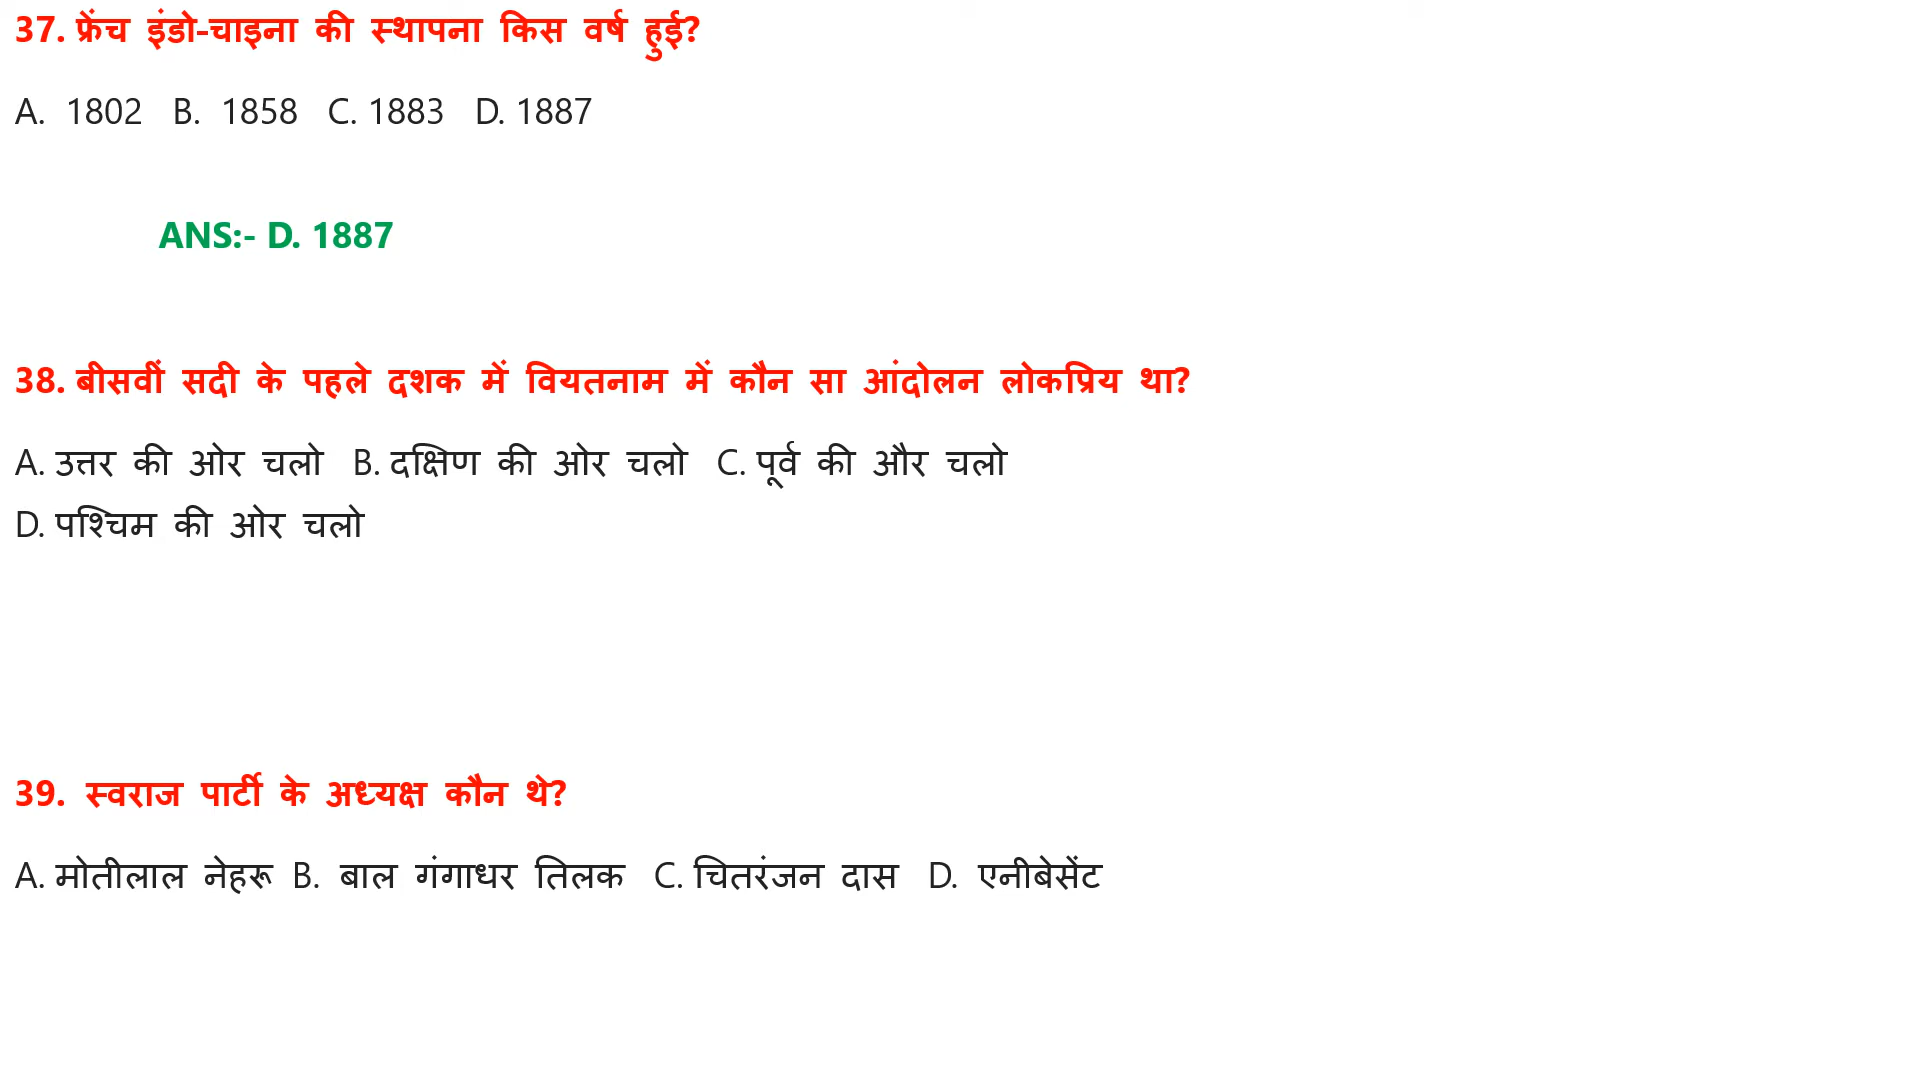 37. फ्रेंच इंडो-चाइना की स्थापना किस वर्ष हुई?
A. 1802 B. 1858 C. 1883 D. 1887
ANS:- D. 1887
38. बीसवीं सदी के पहले दशक में वियतनाम में कौन सा आंदोलन लोकप्रिय था?
A. उत्तर की ओर चलो B. दक्षिण की ओर चलो C. पूर्व की और चलो
D. पश्चिम की ओर चलो
39. स्वराज पार्टी के अध्यक्ष कौन थे?
A. मोतीलाल नेहरू B. बाल गंगाधर तिलक C. चितरंजन दास D. एनीबेसेंट